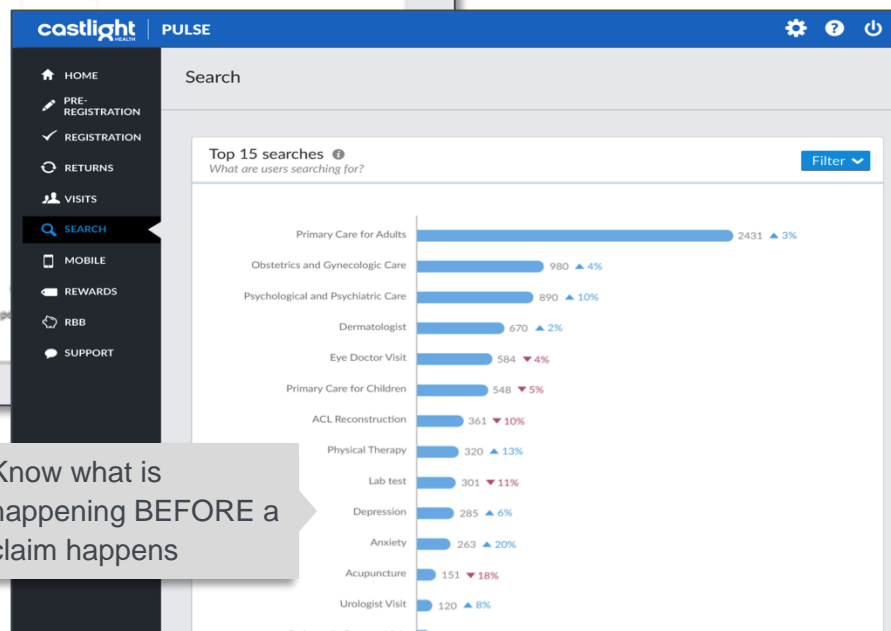 castlight HEALTH | PULSE
Search
HOME
PRE-
REGISTRATION
REGISTRATION
RETURNS
VISITS
SEARCH
MOBILE
REWARDS
RBB
SUPPORT
Top 15 searches
What are users searching for?
Filter
Primary Care for Adults 2431 ▲ 3%
Obstetrics and Gynecologic Care 980 ▲ 4%
Psychological and Psychiatric Care 890 ▲ 10%
Dermatologist 670 ▲ 2%
Eye Doctor Visit 584 ▼ 4%
Primary Care for Children 548 ▼ 5%
ACL Reconstruction 361 ▼ 10%
Physical Therapy 320 ▲ 13%
Lab test 301 ▼ 11%
Depression 285 ▲ 6%
Anxiety 263 ▲ 20%
Acupuncture 151 ▼ 18%
Urologist Visit 120 ▲ 8%
Know what is
happening BEFORE a
claim happens